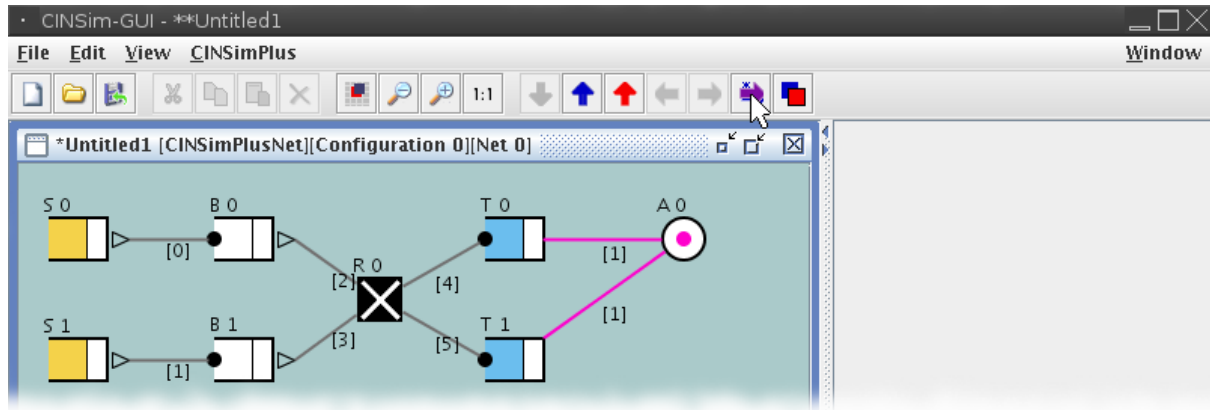 CINSim-GUI - **Untitled1
File Edit View CINSimPlus Window
1:1
*Untitled1 [CINSimPlusNet][Configuration 0][Net 0]
S 0 B 0 T 0 A 0
[0] [1]
R 0
[2] [4]
S 1 B 1 T 1 [1]
[3] [5]
[1]